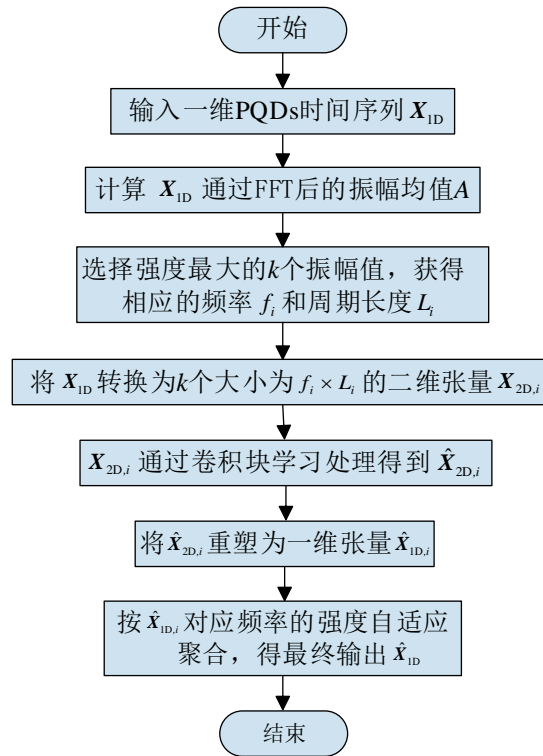 开始
输入一维PQDs时间序列 X₁D
计算 X₁D 通过FFT后的振幅均值A
选择强度最大的k个振幅值，获得
相应的频率 fᵢ 和周期长度 Lᵢ
将 X₁D 转换为k个大小为 fᵢ × Lᵢ 的二维张量 X₂D,ᵢ
X₂D,ᵢ 通过卷积块学习处理得到 X̂₂D,ᵢ
将X̂₂D,ᵢ重塑为一维张量 X̂₁D,ᵢ
按 X̂₁D,ᵢ 对应频率的强度自适应
聚合，得最终输出 X̂₁D
结束